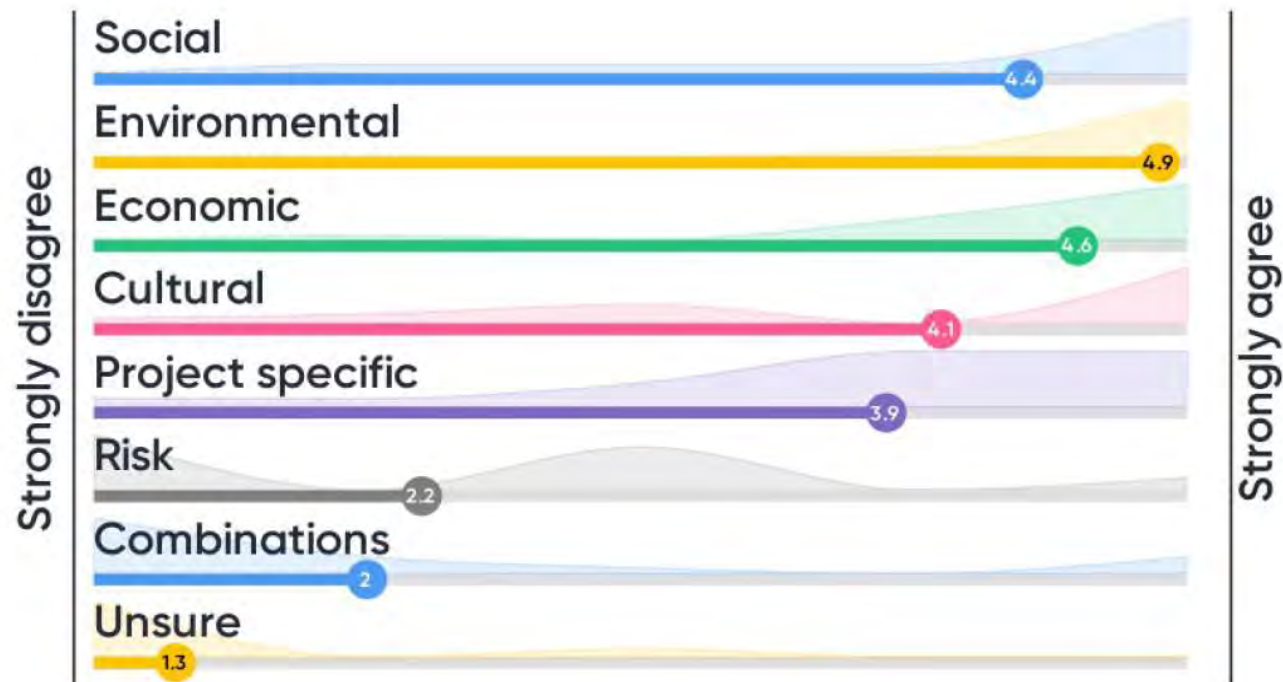 Strongly disagree
Social
4.4
Environmental
4.9
Economic
4.6
Cultural
4.1
Project specific
3.9
Risk
2.2
Combinations
2
Unsure
1.3
Strongly agree